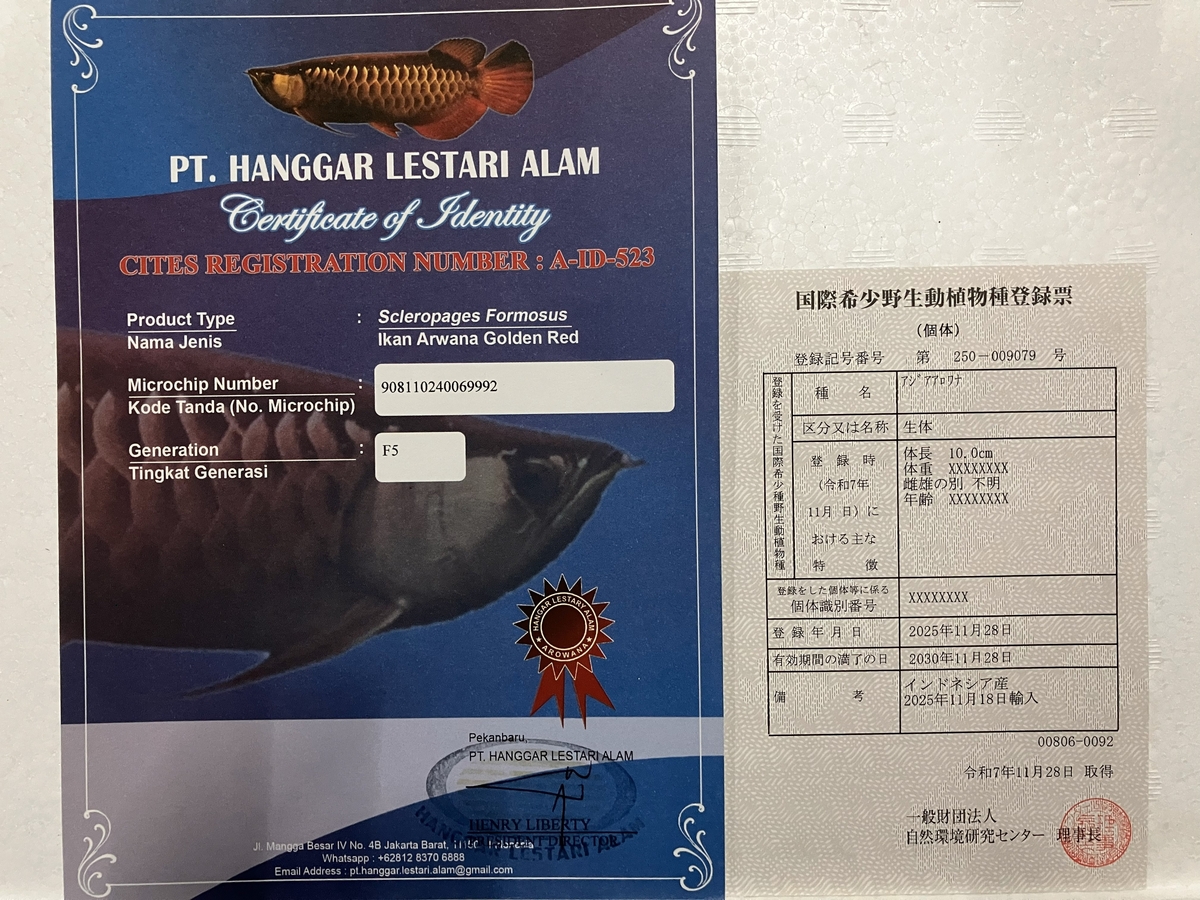 PT. HANGGAR LESTARI ALAM
Certificate of Identity
CITES REGISTRATION NUMBER : A-ID-523
Product Type : Scleropages Formosus
Nama Jenis Ikan Arwana Golden Red
Microchip Number : 908110240069992
Kode Tanda (No. Microchip)
Generation : F5
Tingkat Generasi
HANGGAR LESTARY ALAM
AROWANA
Pekanbaru,
PT. HANGGAR LESTARI ALAM
HENRY LIBERTY
PRESIDENT DIRECTOR
Jl. Mangga Besar IV No. 4B Jakarta Barat, Indonesia
Whatsapp : +62812 8370 6888
Email Address : pt.hanggar.lestari.alam@gmail.com
国際希少野生動植物種登録票
(個体)
登録記号番号 第 250-009079 号
登録を受けた国際希少種野生動植物種
種 名 アジアアロワナ
区分又は名称 生体
登 録 時
(令和7年
11月 日)に
おける主な
特 徴
体長 10.0cm
体重 XXXXXXXX
雌雄の別 不明
年齢 XXXXXXXX
登録をした個体等に係る
個体識別番号 XXXXXXXX
登 録 年 月 日 2025年11月28日
有効期間の満了の日 2030年11月28日
備 考 インドネシア産
2025年11月18日輸入
00806-0092
令和7年11月28日 取得
一般財団法人
自然環境研究センター 理事長